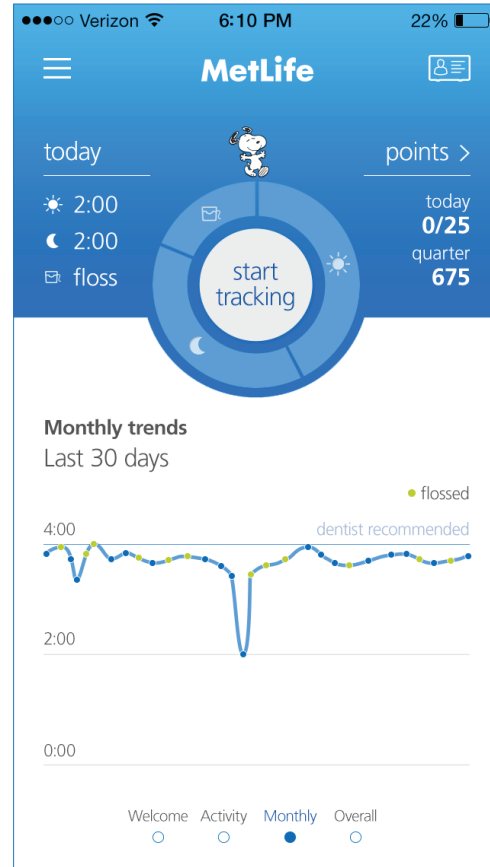 Verizon 6:10 PM 22%
MetLife
today
2:00
2:00
floss
start
tracking
points >
today
0/25
quarter
675
Monthly trends
Last 30 days
flossed
4:00 dentist recommended
2:00
0:00
Welcome Activity Monthly Overall